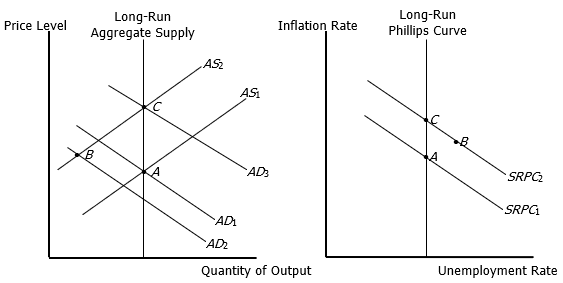 Price Level
Long-Run
Aggregate Supply
AS2
AS1
C
B
A
AD3
AD1
AD2
Quantity of Output
Inflation Rate
Long-Run
Phillips Curve
C
B
A
SRPC2
SRPC1
Unemployment Rate